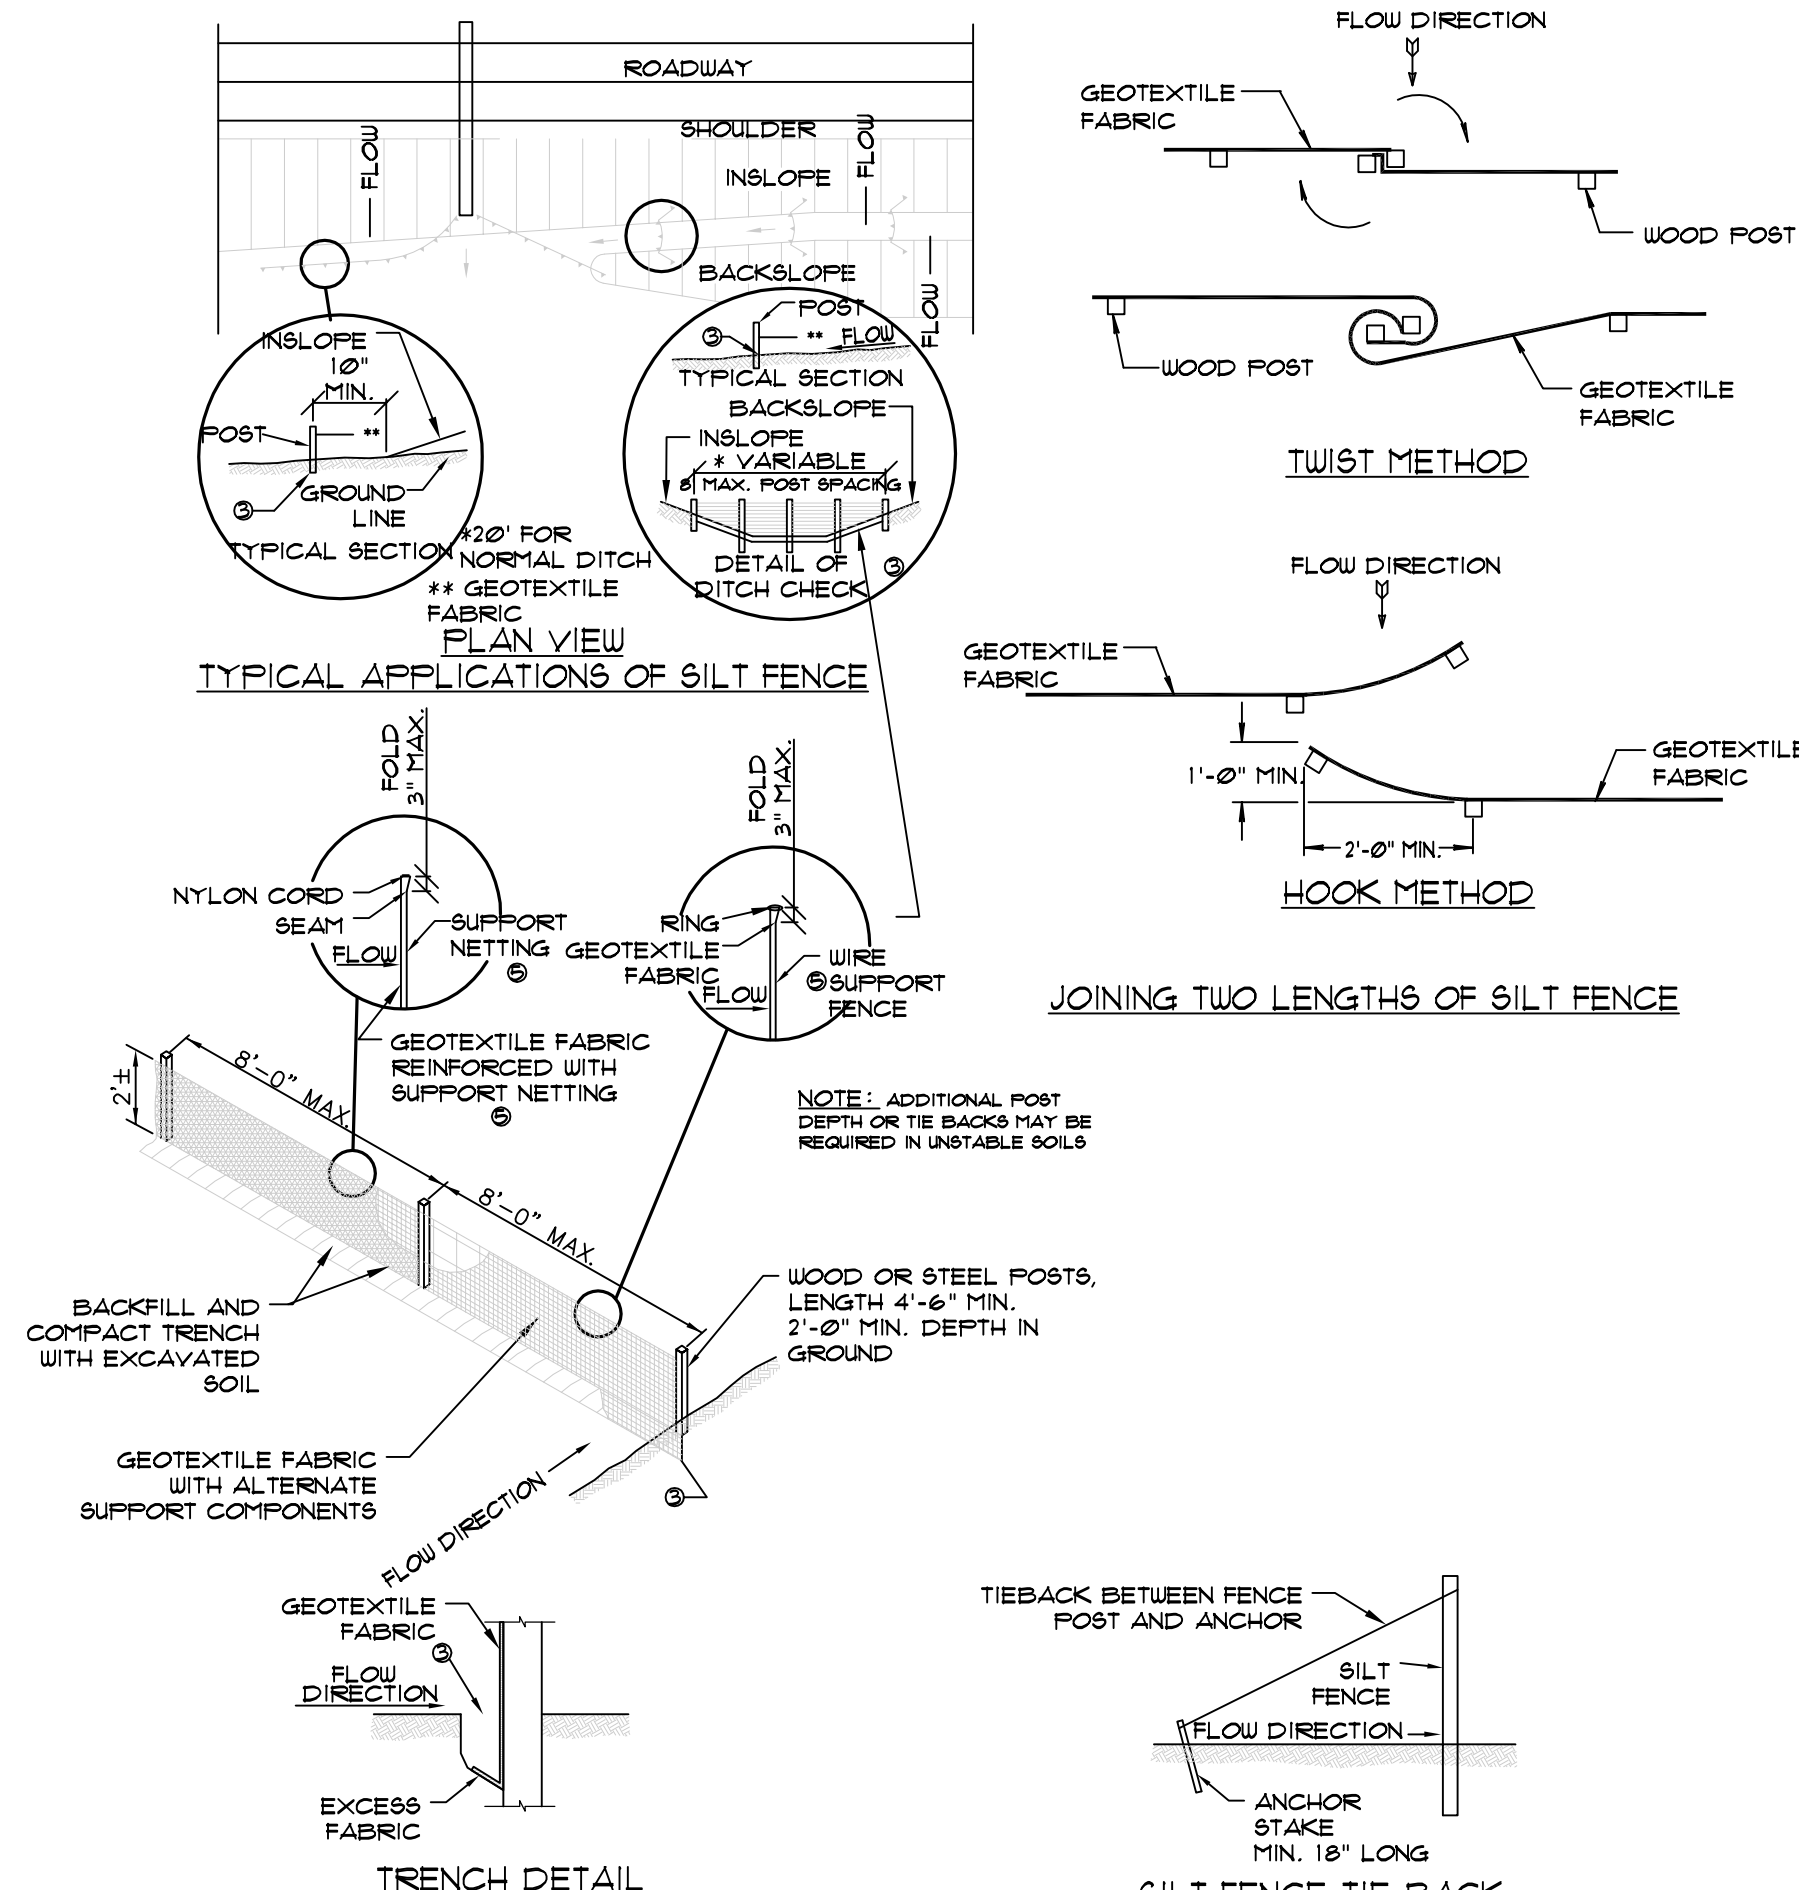 ROADWAY
SHOULDER
FLOW
FLOW
INSLOPE
BACKSLOPE
FLOW
INSLOPE
10"
MIN.
POST
**
GROUND
LINE
3
TYPICAL SECTION
POST
3
**
FLOW
TYPICAL SECTION
BACKSLOPE
INSLOPE
* VARIABLE
8' MAX. POST SPACING
DETAIL OF
DITCH CHECK
3
*20' FOR
NORMAL DITCH
** GEOTEXTILE
FABRIC
PLAN VIEW
TYPICAL APPLICATIONS OF SILT FENCE
FLOW DIRECTION
GEOTEXTILE
FABRIC
WOOD POST
WOOD POST
GEOTEXTILE
FABRIC
TWIST METHOD
FLOW DIRECTION
GEOTEXTILE
FABRIC
GEOTEXTILE
FABRIC
1'-0" MIN.
2'-0" MIN.
HOOK METHOD
JOINING TWO LENGTHS OF SILT FENCE
FOLD
3" MAX.
NYLON CORD
SEAM
FLOW
SUPPORT
NETTING
5
FOLD
3" MAX.
RING
GEOTEXTILE
FABRIC
FLOW
WIRE
5 SUPPORT
FENCE
GEOTEXTILE FABRIC
REINFORCED WITH
SUPPORT NETTING
5
2'±
8'-0" MAX.
8'-0" MAX.
NOTE: ADDITIONAL POST
DEPTH OR TIE BACKS MAY BE
REQUIRED IN UNSTABLE SOILS
WOOD OR STEEL POSTS,
LENGTH 4'-6" MIN.
2'-0" MIN. DEPTH IN
GROUND
BACKFILL AND
COMPACT TRENCH
WITH EXCAVATED
SOIL
GEOTEXTILE FABRIC
WITH ALTERNATE
SUPPORT COMPONENTS
FLOW DIRECTION
3
GEOTEXTILE
FABRIC
3
FLOW
DIRECTION
EXCESS
FABRIC
TRENCH DETAIL
TIEBACK BETWEEN FENCE
POST AND ANCHOR
SILT
FENCE
FLOW DIRECTION
ANCHOR
STAKE
MIN. 18" LONG
SILT FENCE TIE BACK